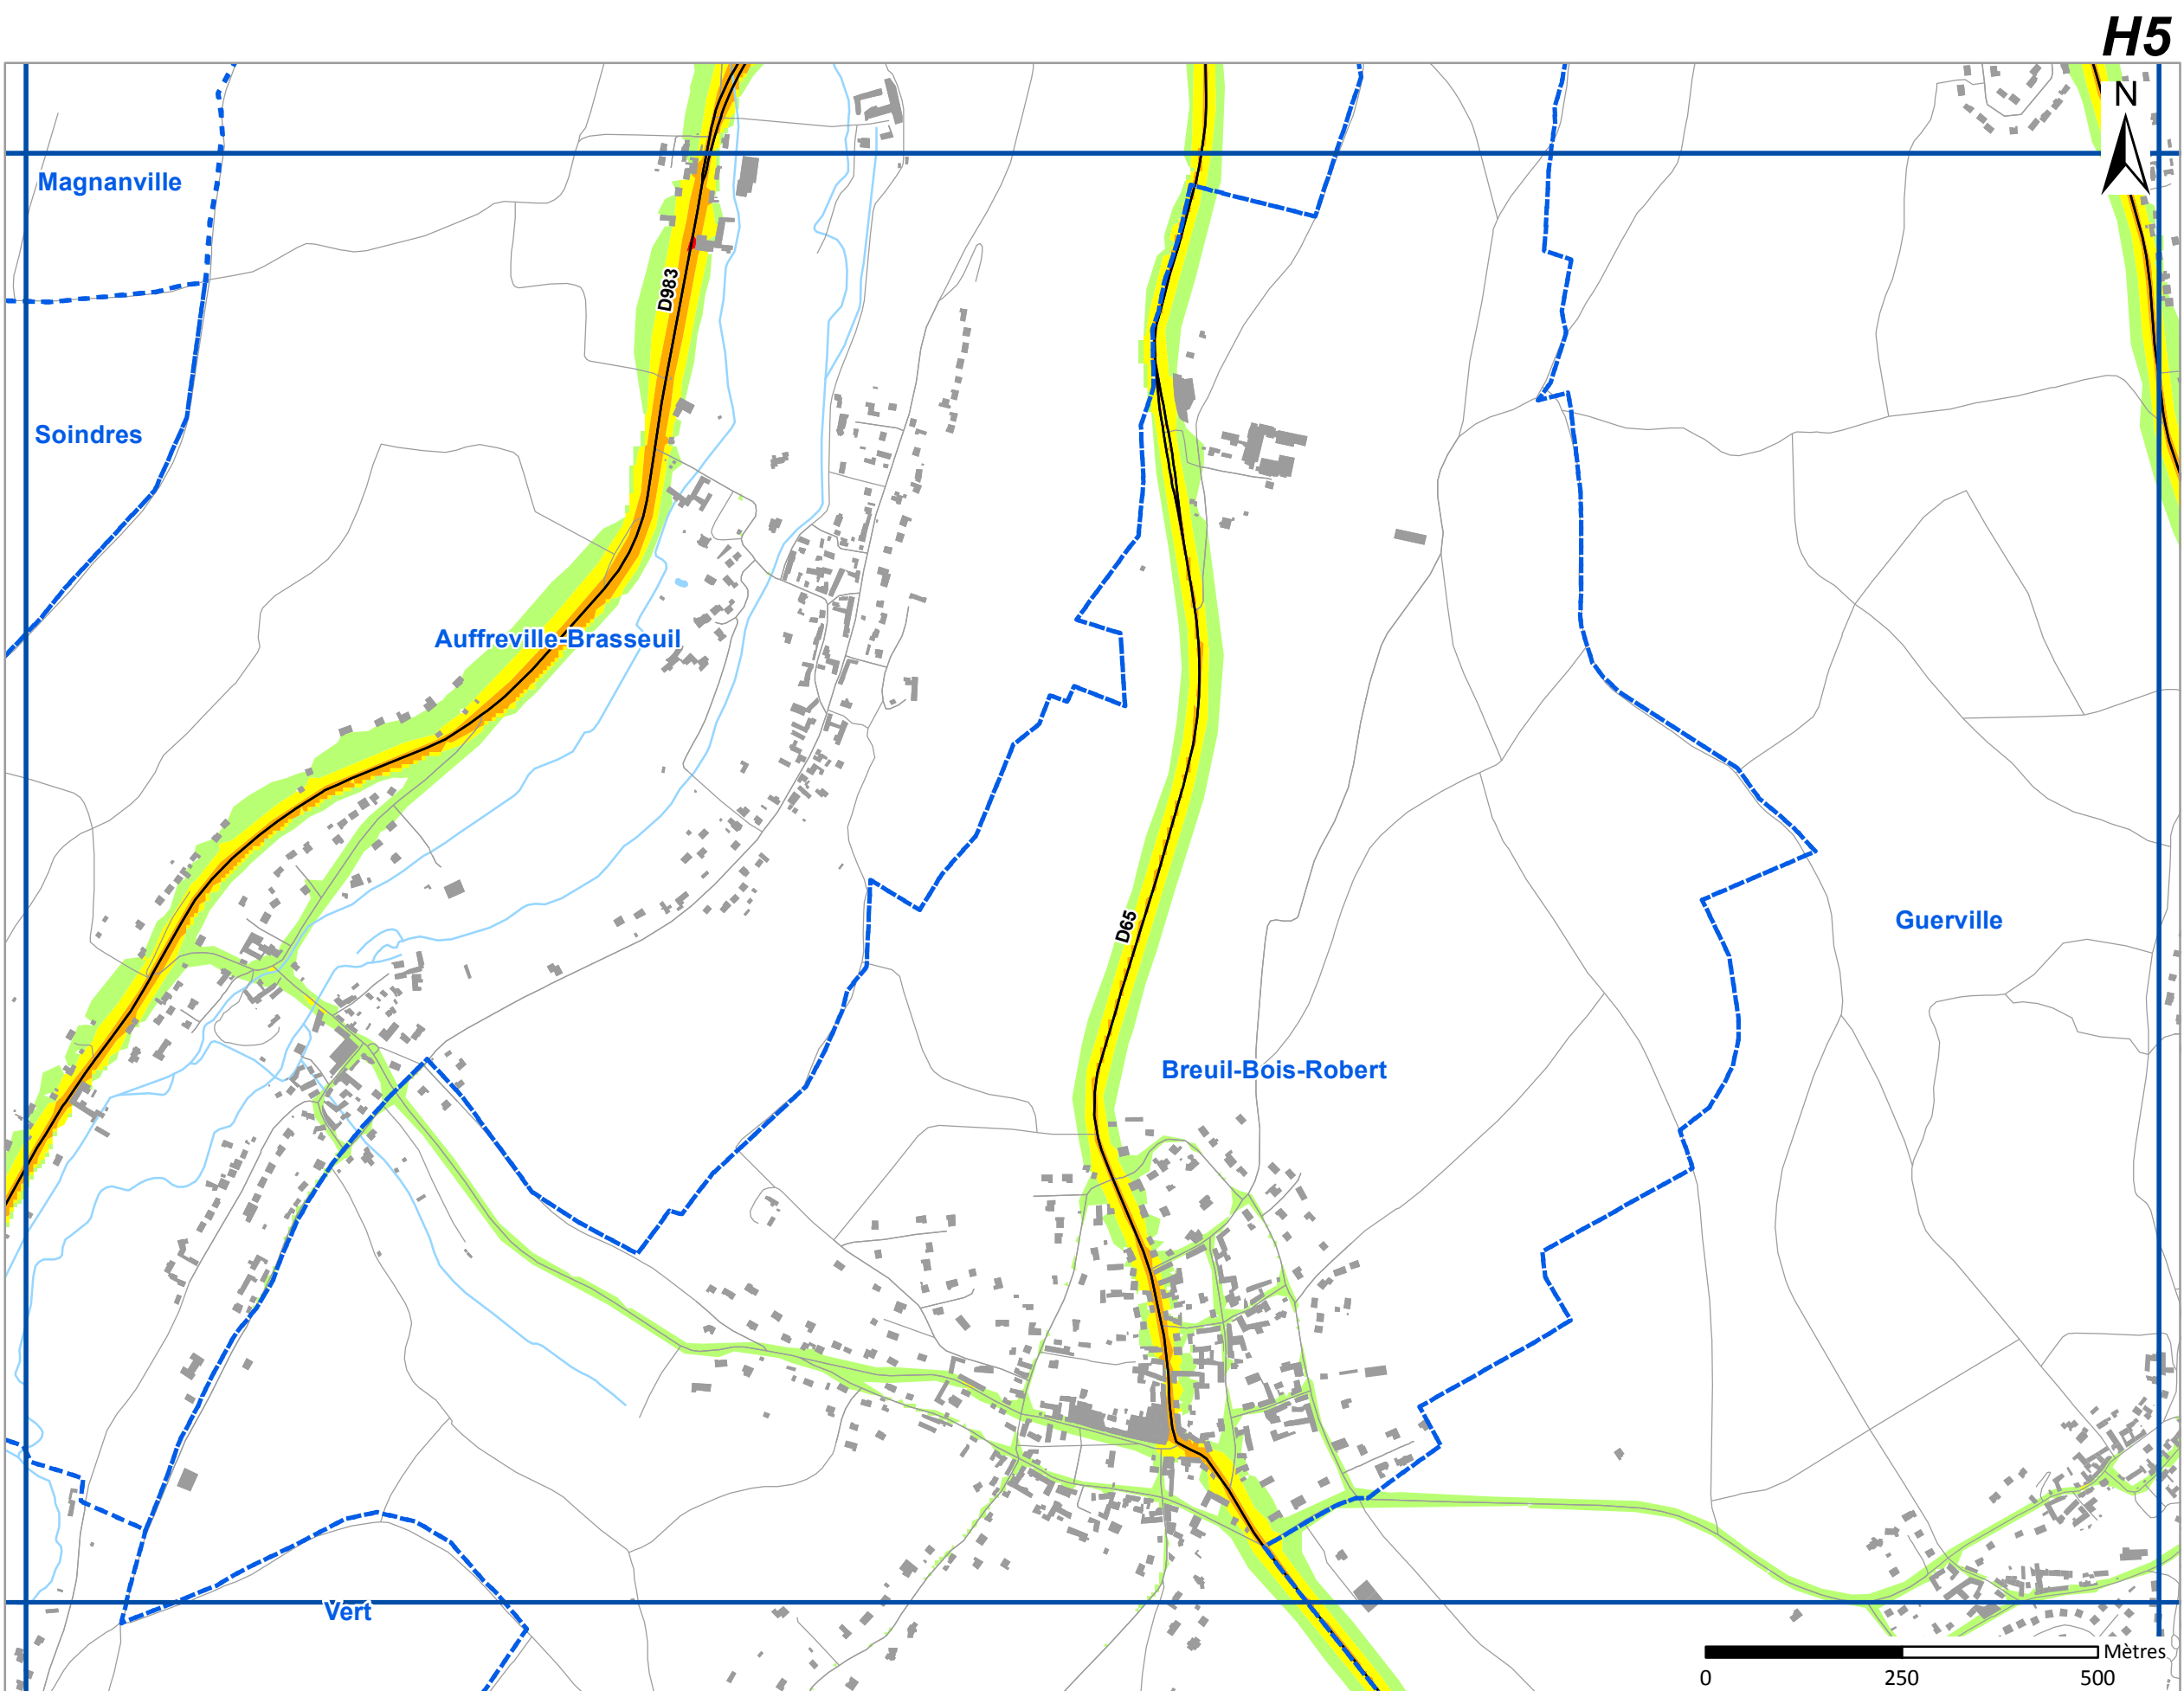 H5
N
Magnanville
D983
Soindres
Auffreville-Brasseuil
D65
Guerville
Breuil-Bois-Robert
Vert
Mètres
0 250 500